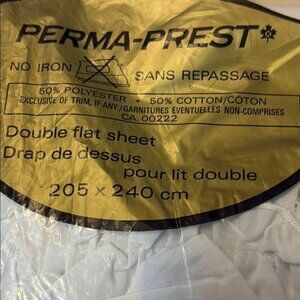 PERMA-PREST
NO IRON SANS REPASSAGE
50% POLYESTER • 50% COTTON/COTON
EXCLUSIVE OF TRIM, IF ANY/GARNITURES ÉVENTUELLES NON-COMPRISES
CA. 00222
Double flat sheet
Drap de dessus
pour lit double
205 x 240 cm